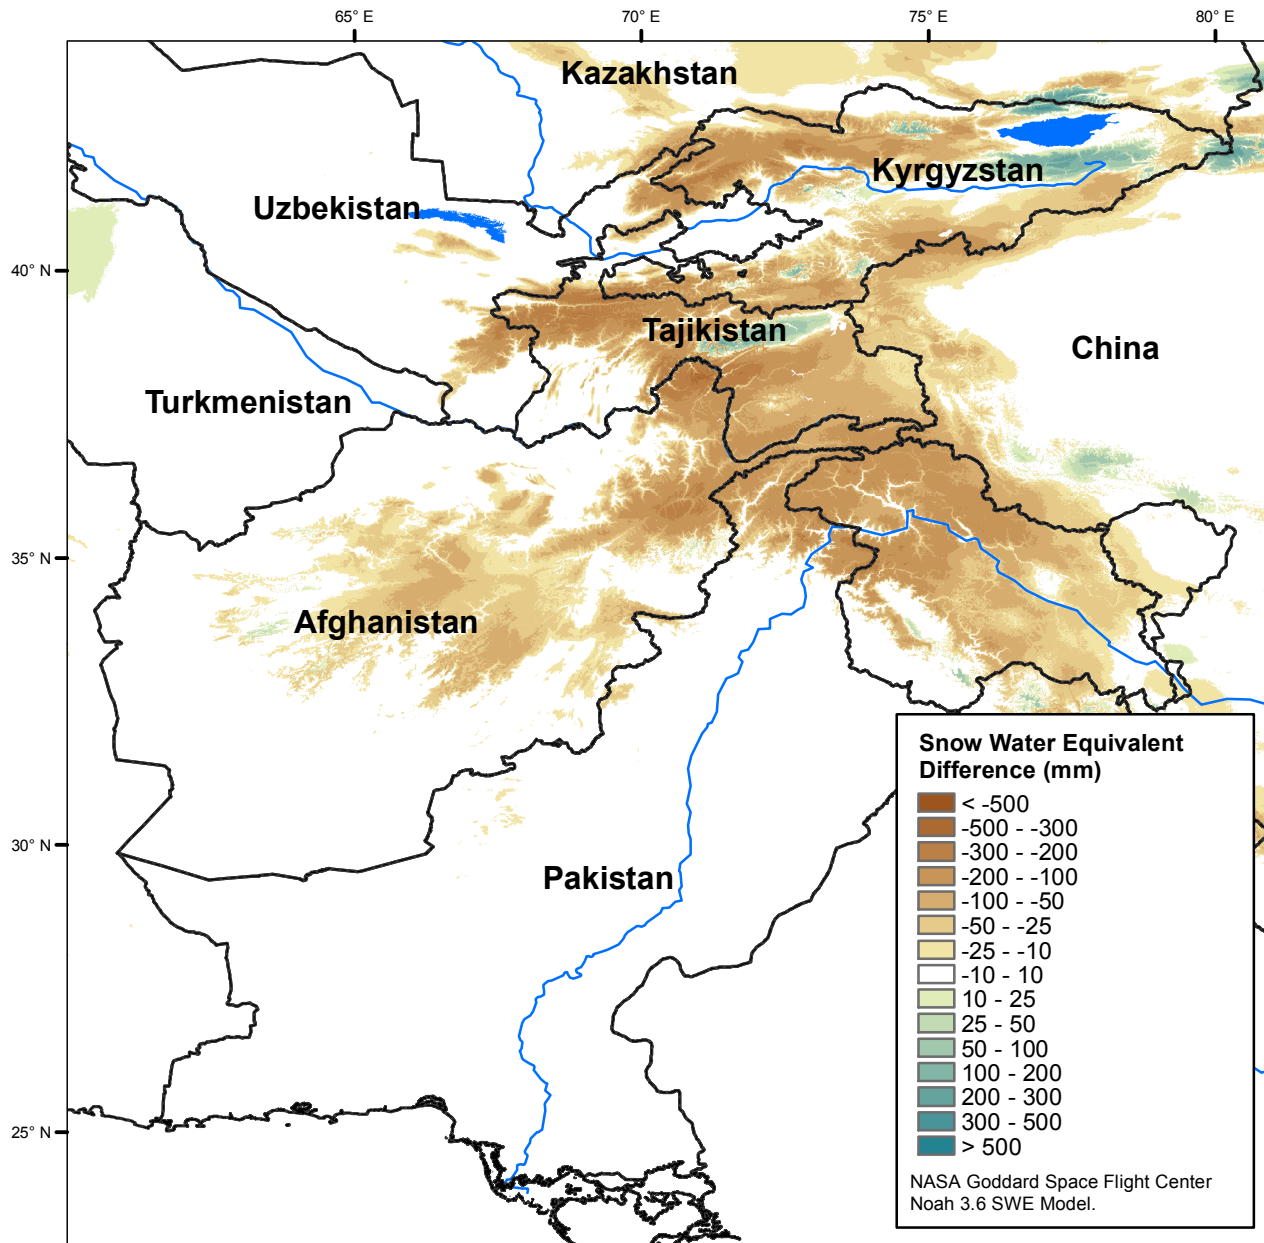 65° E
70° E
75° E
80° E
Kazakhstan
Kyrgyzstan
Uzbekistan
40° N
Tajikistan
China
Turkmenistan
35° N
Afghanistan
30° N
Pakistan
25° N
Snow Water Equivalent
Difference (mm)
< -500
-500 - -300
-300 - -200
-200 - -100
-100 - -50
-50 - -25
-25 - -10
-10 - 10
10 - 25
25 - 50
50 - 100
100 - 200
200 - 300
300 - 500
> 500
NASA Goddard Space Flight Center
Noah 3.6 SWE Model.